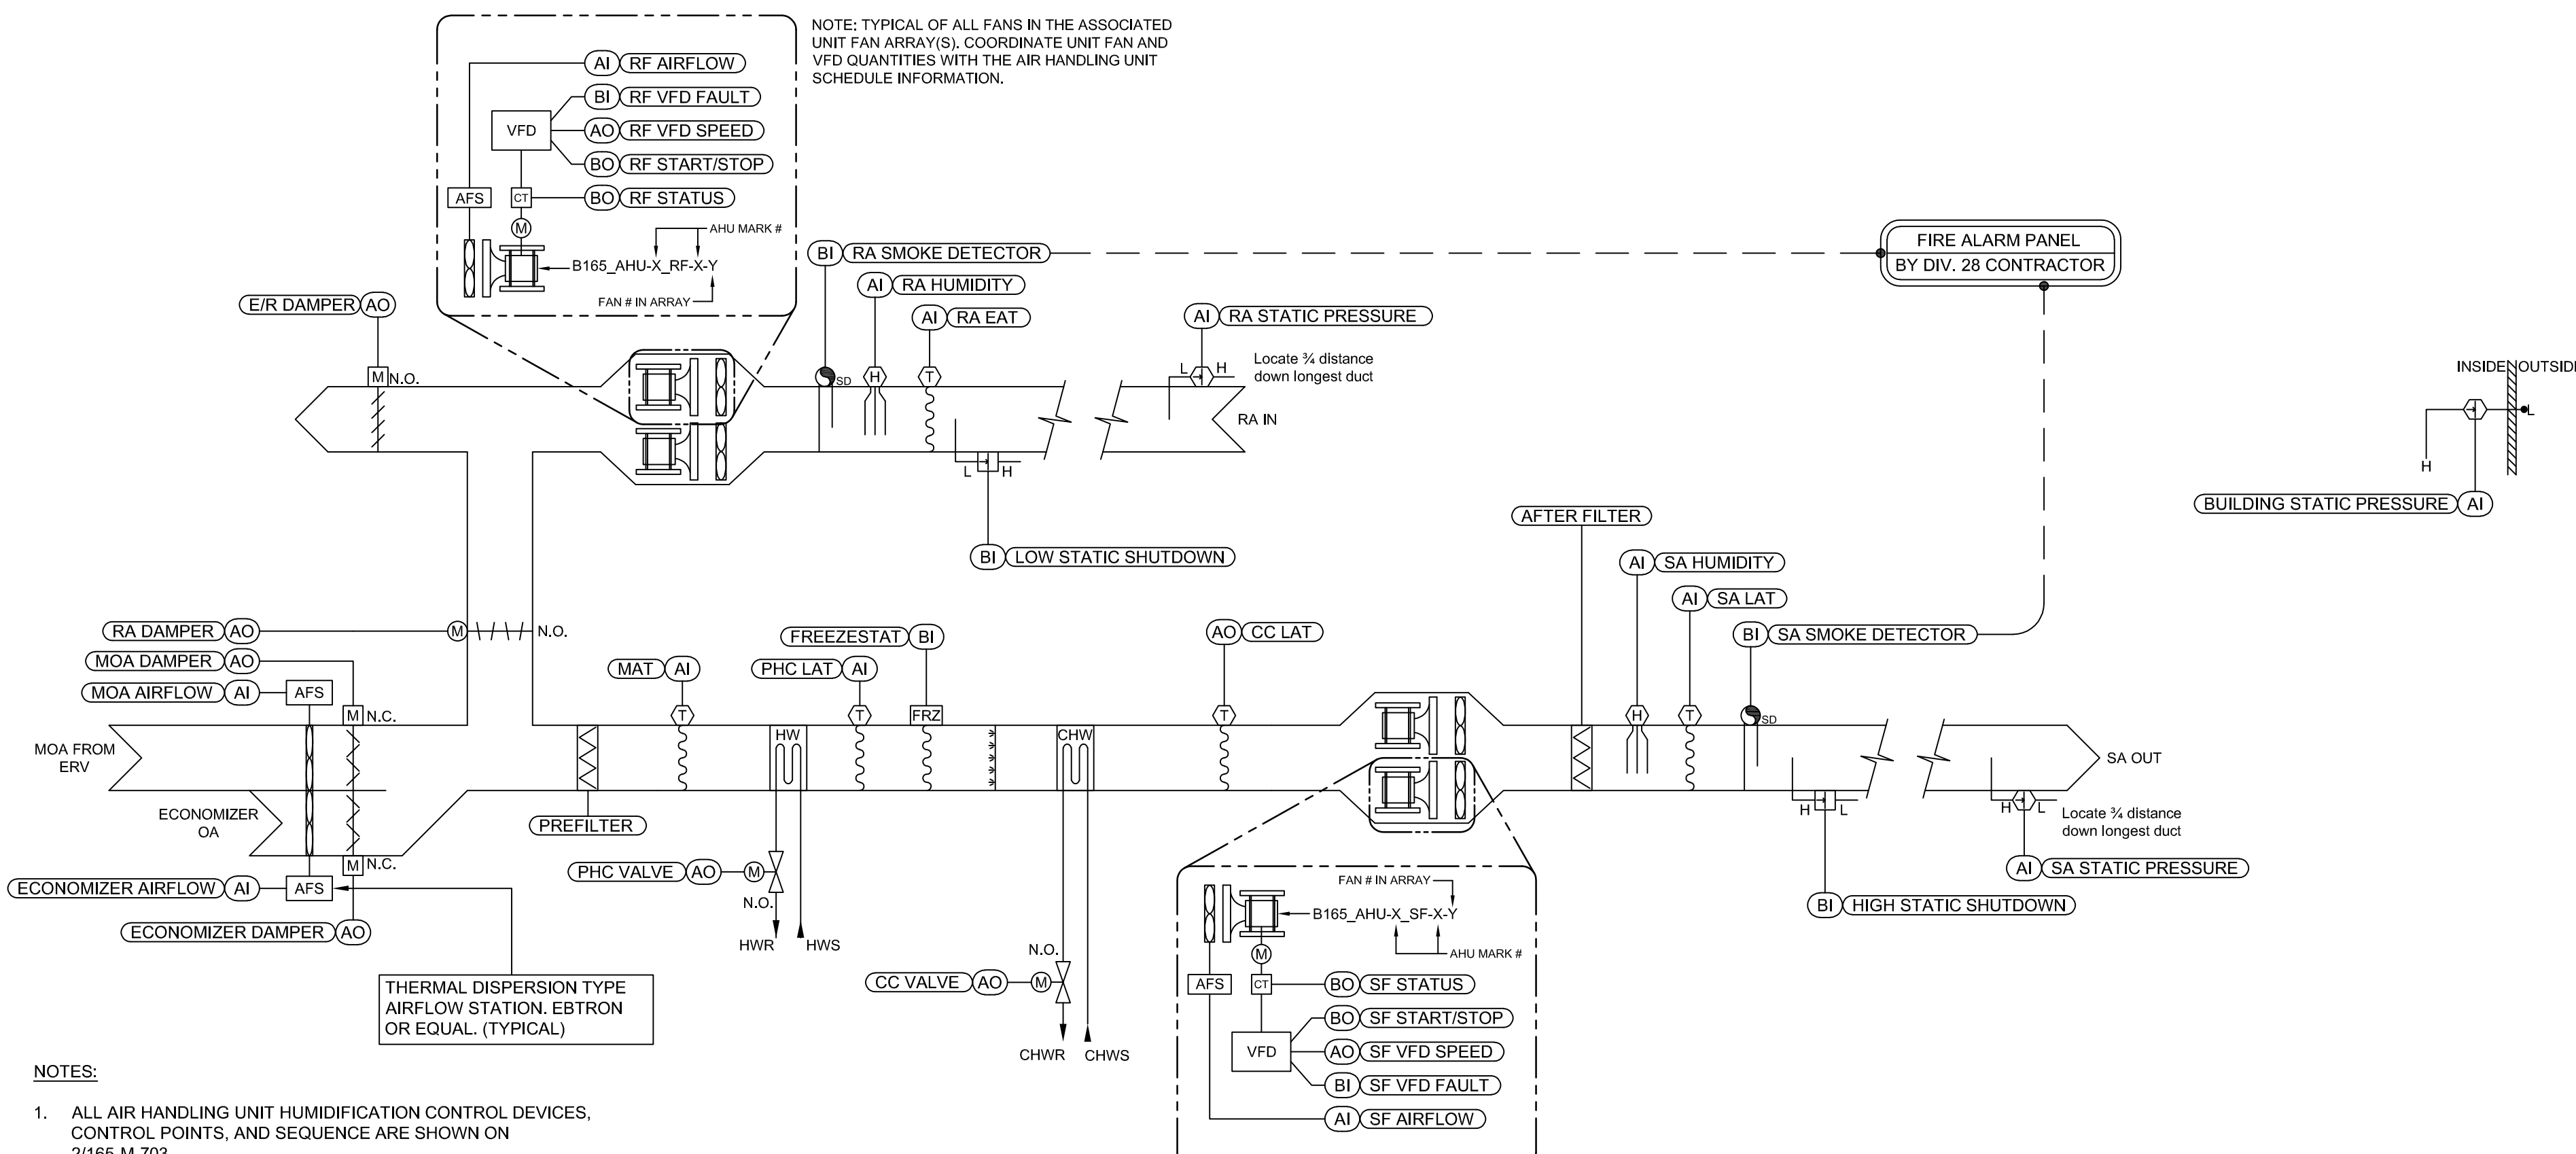 NOTE: TYPICAL OF ALL FANS IN THE ASSOCIATED
UNIT FAN ARRAY(S). COORDINATE UNIT FAN AND
VFD QUANTITIES WITH THE AIR HANDLING UNIT
SCHEDULE INFORMATION.
AI RF AIRFLOW
BI RF VFD FAULT
VFD
AO RF VFD SPEED
BO RF START/STOP
AFS
CT
BO RF STATUS
M
AHU MARK #
B165_AHU-X_RF-X-Y
FAN # IN ARRAY
BI RA SMOKE DETECTOR
FIRE ALARM PANEL
BY DIV. 28 CONTRACTOR
AI RA HUMIDITY
E/R DAMPER AO
AI RA EAT
AI RA STATIC PRESSURE
M N.O.
SD
H
T
L H
Locate ¾ distance
down longest duct
RA IN
INSIDE OUTSIDE
L
H
L H
BUILDING STATIC PRESSURE AI
BI LOW STATIC SHUTDOWN
AFTER FILTER
AI SA HUMIDITY
AI SA LAT
RA DAMPER AO
M
N.O.
FREEZESTAT BI
AO CC LAT
BI SA SMOKE DETECTOR
MOA DAMPER AO
MAT AI
PHC LAT AI
MOA AIRFLOW AI
AFS
M N.C.
T
T
FRZ
T
H
T
SD
MOA FROM
ERV
HW
CHW
SA OUT
ECONOMIZER
OA
PREFILTER
H L
H L
Locate ¾ distance
down longest duct
M N.C.
PHC VALVE AO
M
N.O.
AI SA STATIC PRESSURE
ECONOMIZER AIRFLOW AI
AFS
BI HIGH STATIC SHUTDOWN
ECONOMIZER DAMPER AO
HWR HWS
FAN # IN ARRAY
B165_AHU-X_SF-X-Y
AHU MARK #
M
N.O.
CC VALVE AO
M
AFS
CT
BO SF STATUS
THERMAL DISPERSION TYPE
AIRFLOW STATION. EBTRON
OR EQUAL. (TYPICAL)
CHWR CHWS
BO SF START/STOP
VFD
AO SF VFD SPEED
BI SF VFD FAULT
AI SF AIRFLOW
NOTES:
1. ALL AIR HANDLING UNIT HUMIDIFICATION CONTROL DEVICES,
CONTROL POINTS, AND SEQUENCE ARE SHOWN ON
2/165-M-703